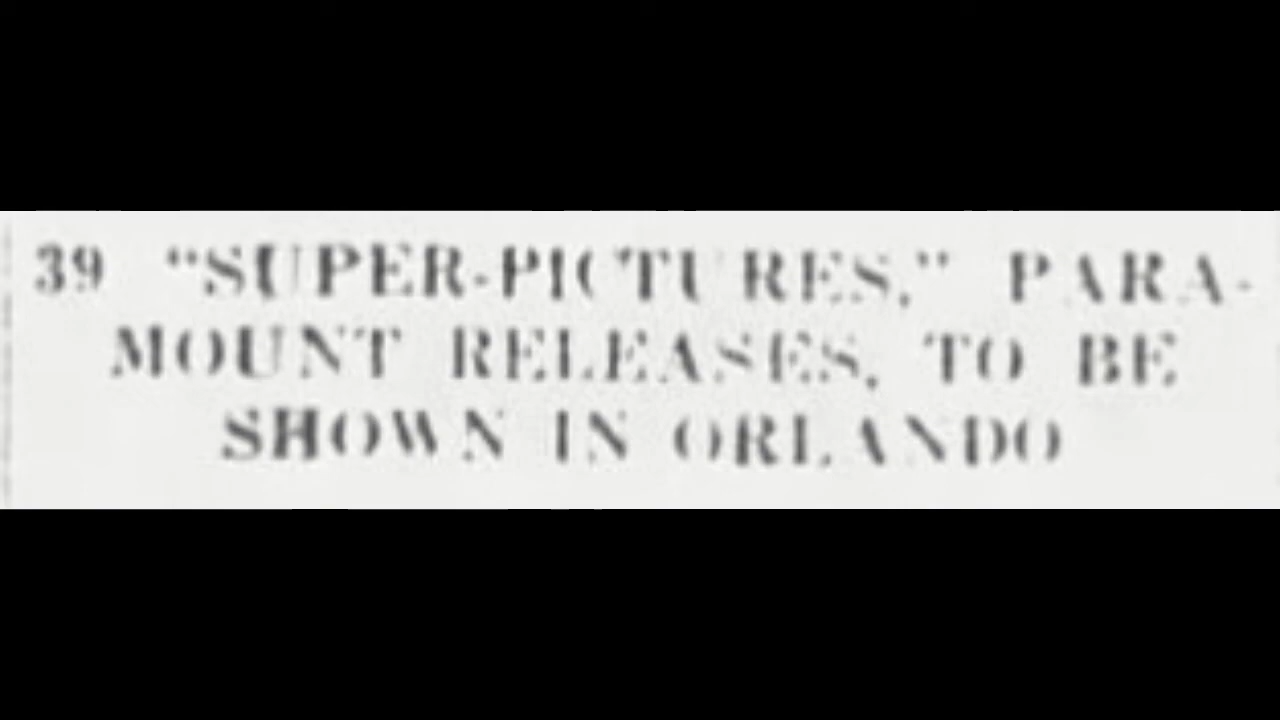 39 “SUPER-PICTURES,” PARA-
MOUNT RELEASES, TO BE
SHOWN IN ORLANDO